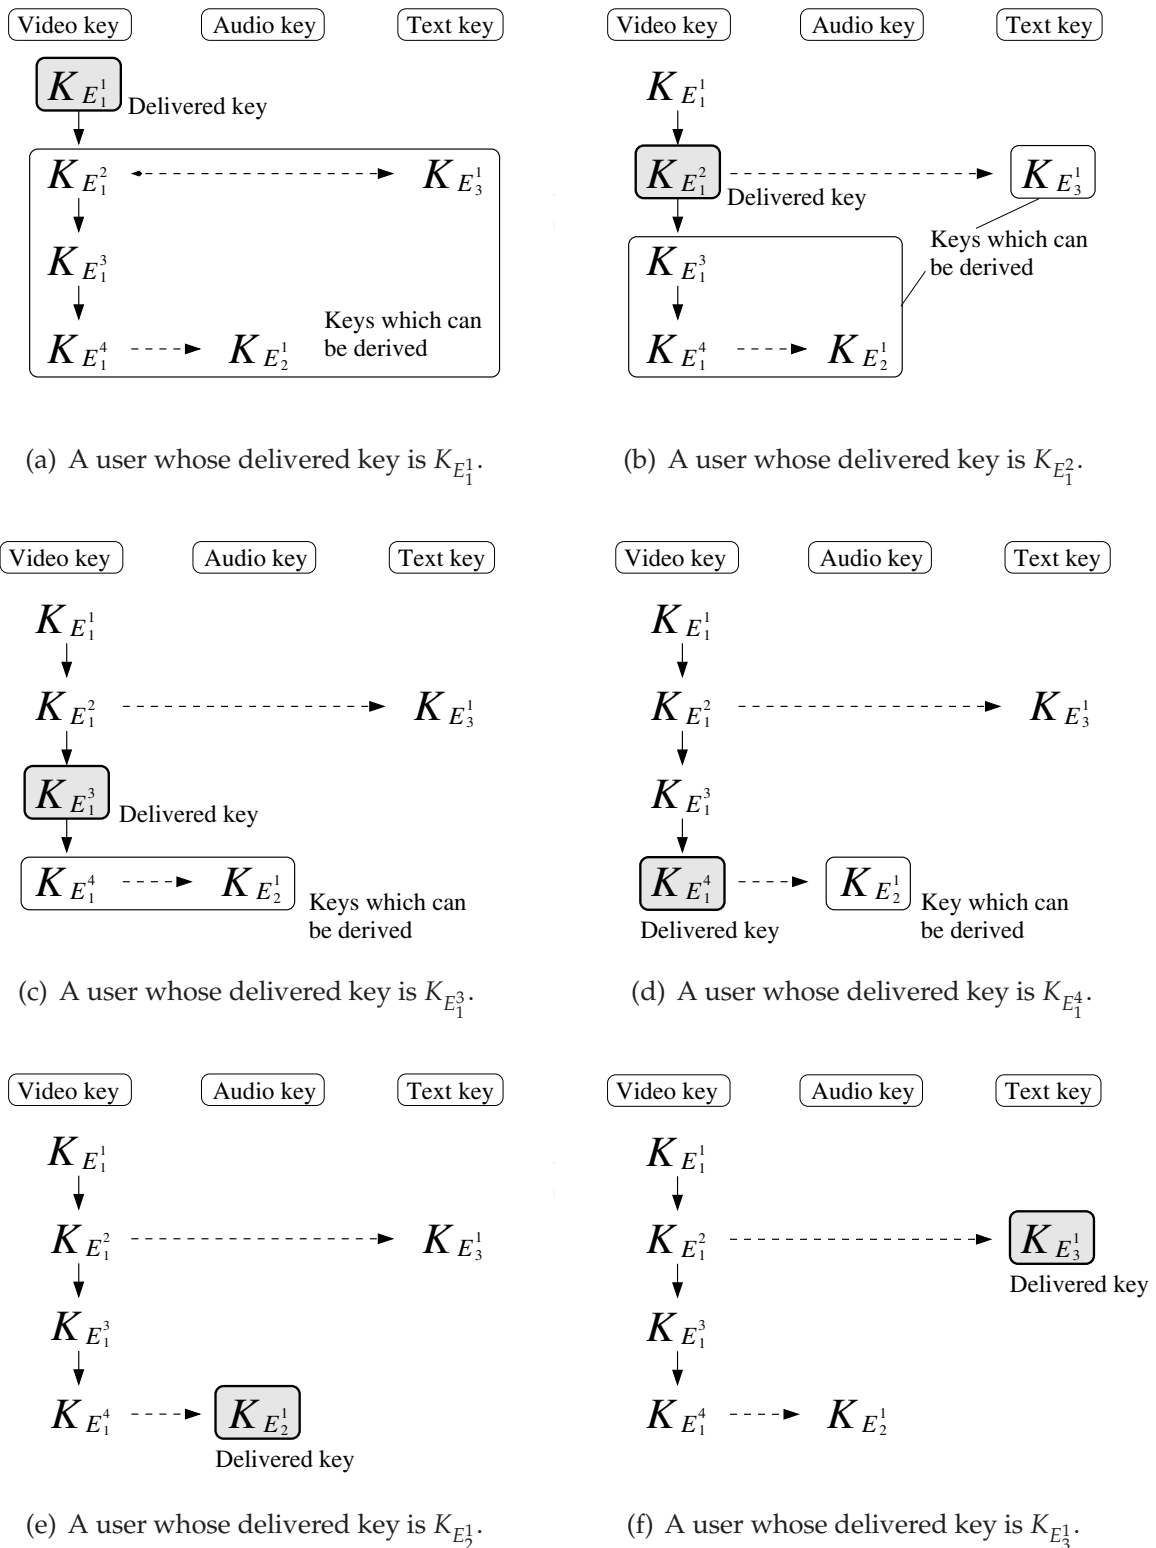 Video key Audio key Text key
K_{E_1^1} Delivered key
K_{E_1^2} K_{E_3^1}
K_{E_1^3}
Keys which can
be derived
K_{E_1^4} K_{E_2^1}
(a) A user whose delivered key is K_{E_1^1}.
Video key Audio key Text key
K_{E_1^1}
K_{E_1^2} Delivered key K_{E_3^1}
Keys which can
be derived
K_{E_1^3}
K_{E_1^4} K_{E_2^1}
(b) A user whose delivered key is K_{E_1^2}.
Video key Audio key Text key
K_{E_1^1}
K_{E_1^2} K_{E_3^1}
K_{E_1^3} Delivered key
K_{E_1^4} K_{E_2^1}
Keys which can
be derived
(c) A user whose delivered key is K_{E_1^3}.
Video key Audio key Text key
K_{E_1^1}
K_{E_1^2} K_{E_3^1}
K_{E_1^3}
K_{E_1^4} K_{E_2^1}
Key which can
be derived
Delivered key
(d) A user whose delivered key is K_{E_1^4}.
Video key Audio key Text key
K_{E_1^1}
K_{E_1^2} K_{E_3^1}
K_{E_1^3}
K_{E_1^4} K_{E_2^1}
Delivered key
(e) A user whose delivered key is K_{E_2^1}.
Video key Audio key Text key
K_{E_1^1}
K_{E_1^2} K_{E_3^1}
Delivered key
K_{E_1^3}
K_{E_1^4} K_{E_2^1}
(f) A user whose delivered key is K_{E_3^1}.